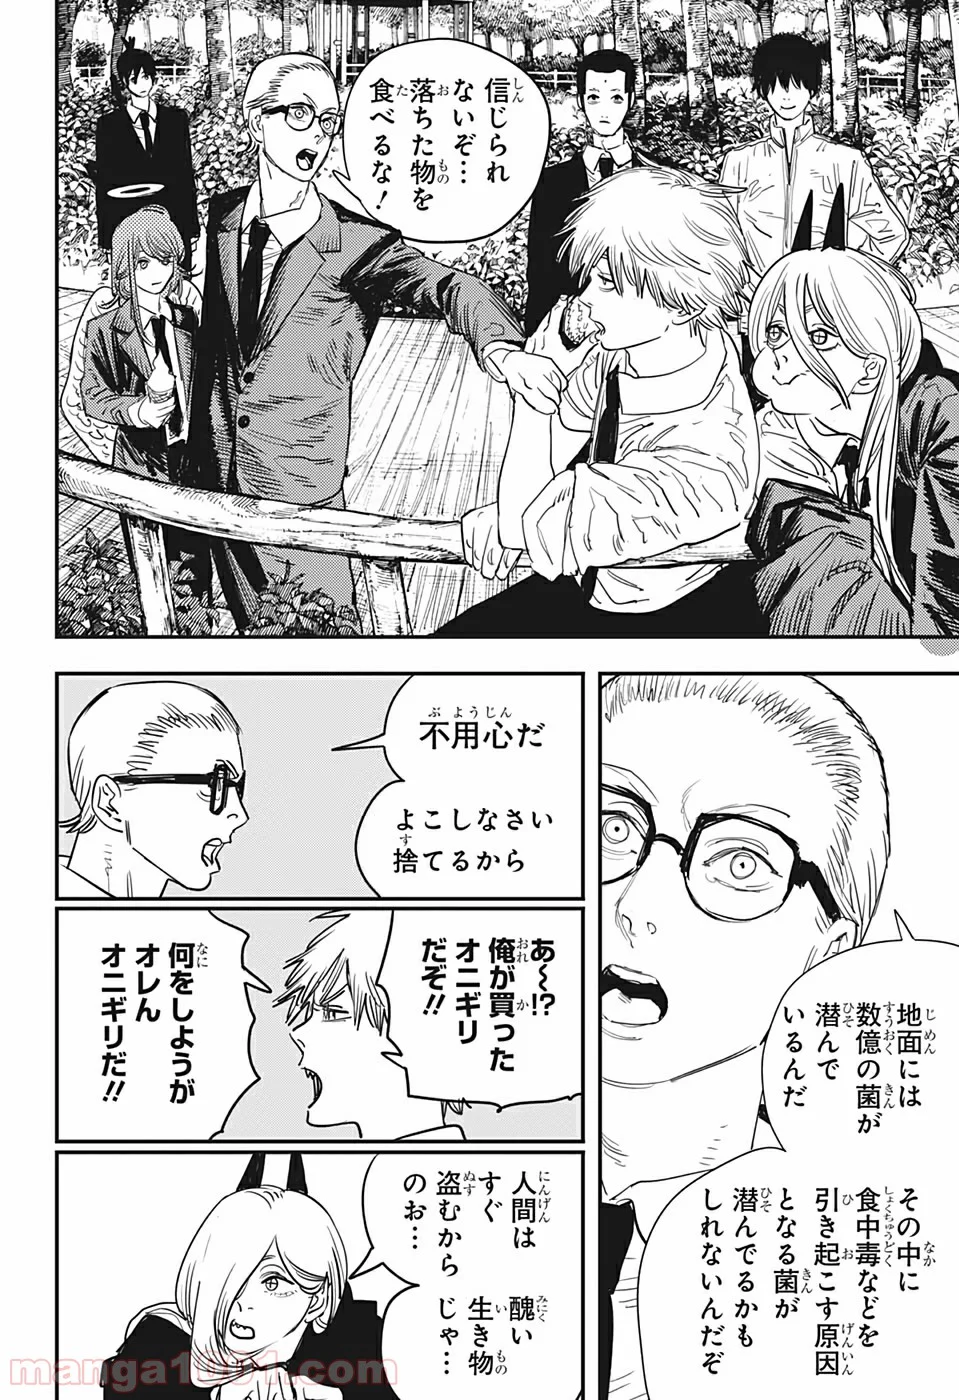 信じられ
ないぞ…
落ちた物を
食べるな！
地面には
数億の菌が
潜んで
いるんだ
その中に
食中毒などを
引き起こす原因
となる菌が
潜んでるかも
しれないんだぞ
不用心だ
よこしなさい
捨てるから
あ～!?
俺が買った
オニギリ
だぞ!!
何をしようが
オレん
オニギリだ!!
人間は
すぐ
盗むから
のお…
醜い
生き物
じゃ…
manga1001.com